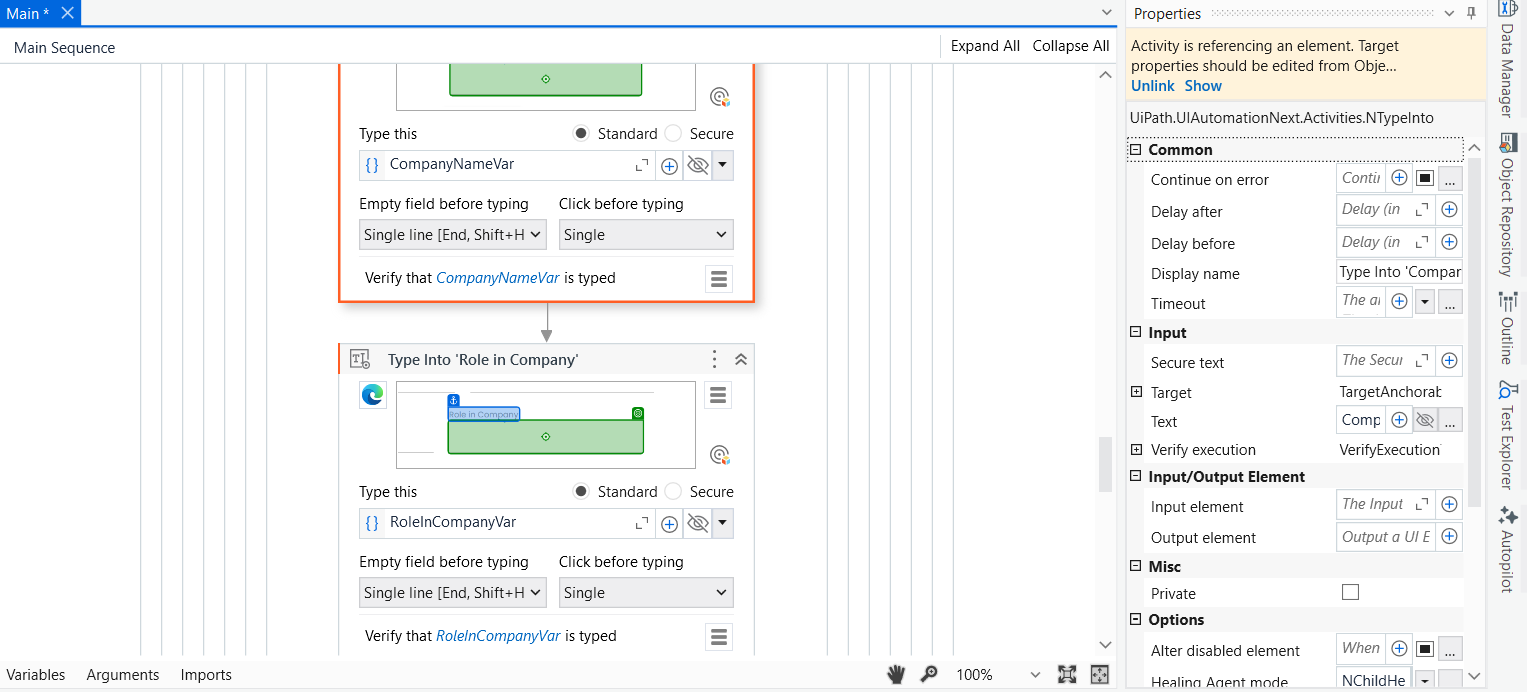 Main *
Main Sequence
Expand All Collapse All
Type this
Standard Secure
CompanyNameVar
Empty field before typing Click before typing
Single line [End, Shift+H Single
Verify that CompanyNameVar is typed
Type Into 'Role in Company'
Role in Company
Type this
Standard Secure
RoleInCompanyVar
Empty field before typing Click before typing
Single line [End, Shift+H Single
Verify that RoleInCompanyVar is typed
Variables Arguments Imports
100%
Properties
Activity is referencing an element. Target
properties should be edited from Obje...
Unlink Show
UiPath.UIAutomationNext.Activities.NTypeInto
Common
Continue on error Contin ...
Delay after Delay (in
Delay before Delay (in
Display name Type Into 'Compar
Timeout The a ...
Input
Secure text The Secur
Target TargetAnchorab
Text Comp ...
Verify execution VerifyExecution
Input/Output Element
Input element The Input
Output element Output a UI E
Misc
Private
Options
Alter disabled element When ...
Healing Agent mode NChildHe
Data Manager
Object Repository
Outline
Test Explorer
Autopilot